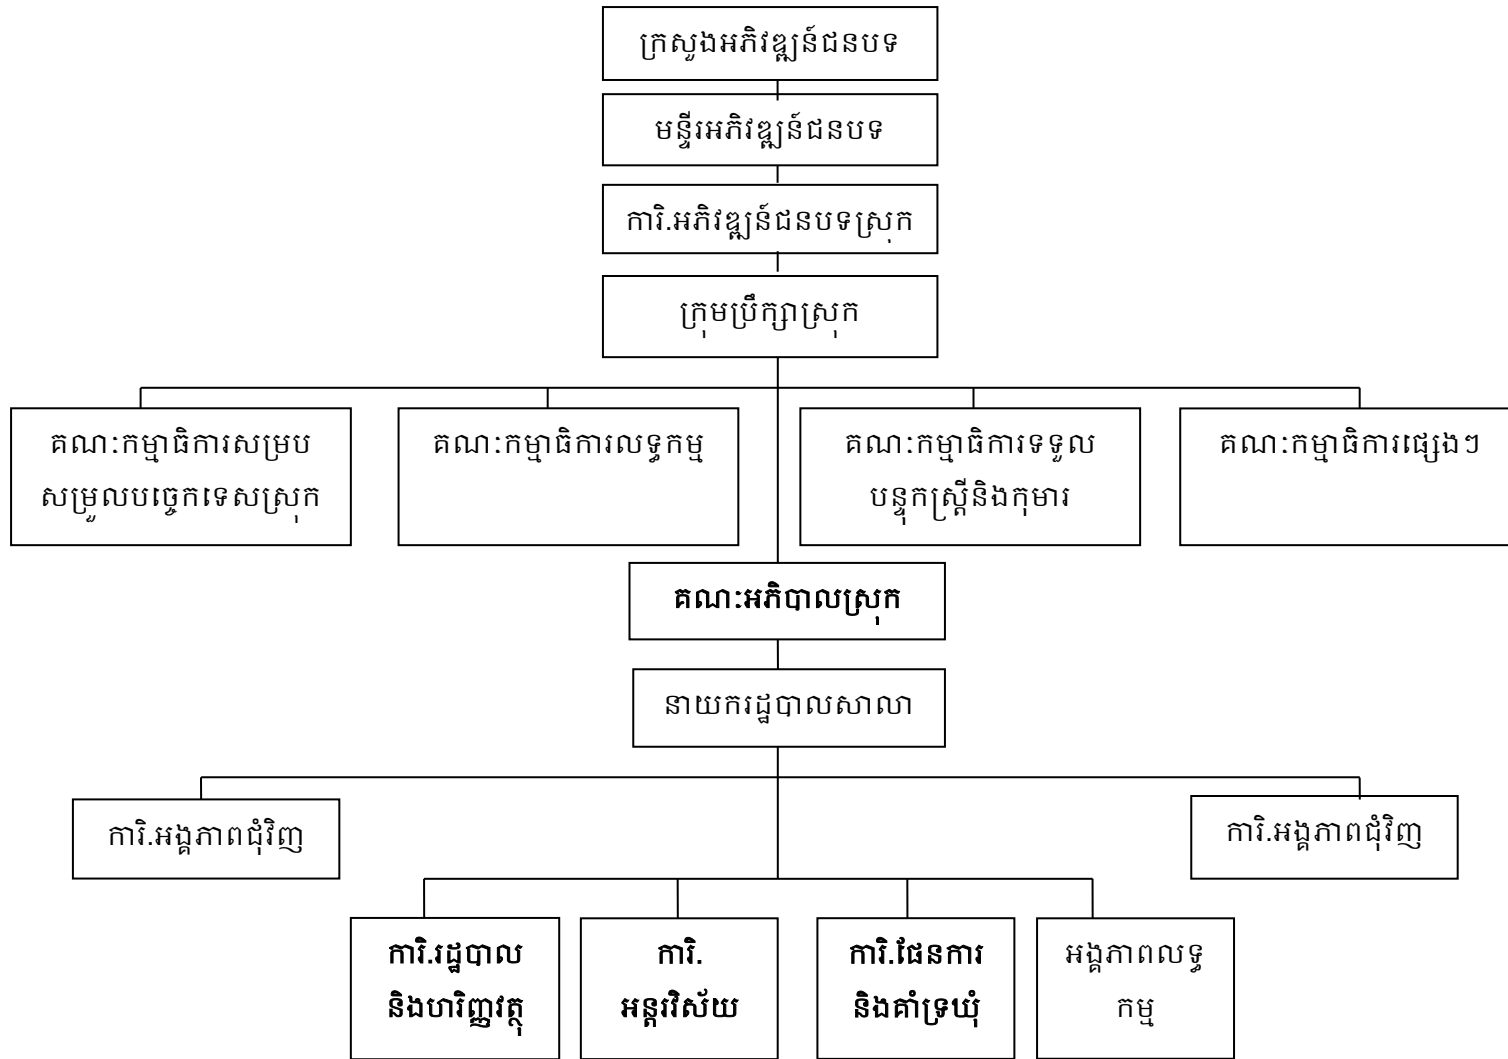 ក្រសួងអភិវឌ្ឍន៍ជនបទ
មន្ទីរអភិវឌ្ឍន៍ជនបទ
ការិ.អភិវឌ្ឍន៍ជនបទស្រុក
ក្រុមប្រឹក្សាស្រុក
គណៈកម្មាធិការសម្រប
សម្រួលបច្ចេកទេសស្រុក
គណៈកម្មាធិការលទ្ធកម្ម
គណៈកម្មាធិការទទួល
បន្ទុកស្ត្រីនិងកុមារ
គណៈកម្មាធិការផ្សេងៗ
គណៈអភិបាលស្រុក
នាយករដ្ឋបាលសាលា
ការិ.អង្គភាពជុំវិញ
ការិ.អង្គភាពជុំវិញ
ការិ.រដ្ឋបាល
និងហរិញ្ញវត្ថុ
ការិ.
អន្តរវិស័យ
ការិ.ផែនការ
និងគាំទ្រឃុំ
អង្គភាពលទ្ធ
កម្ម